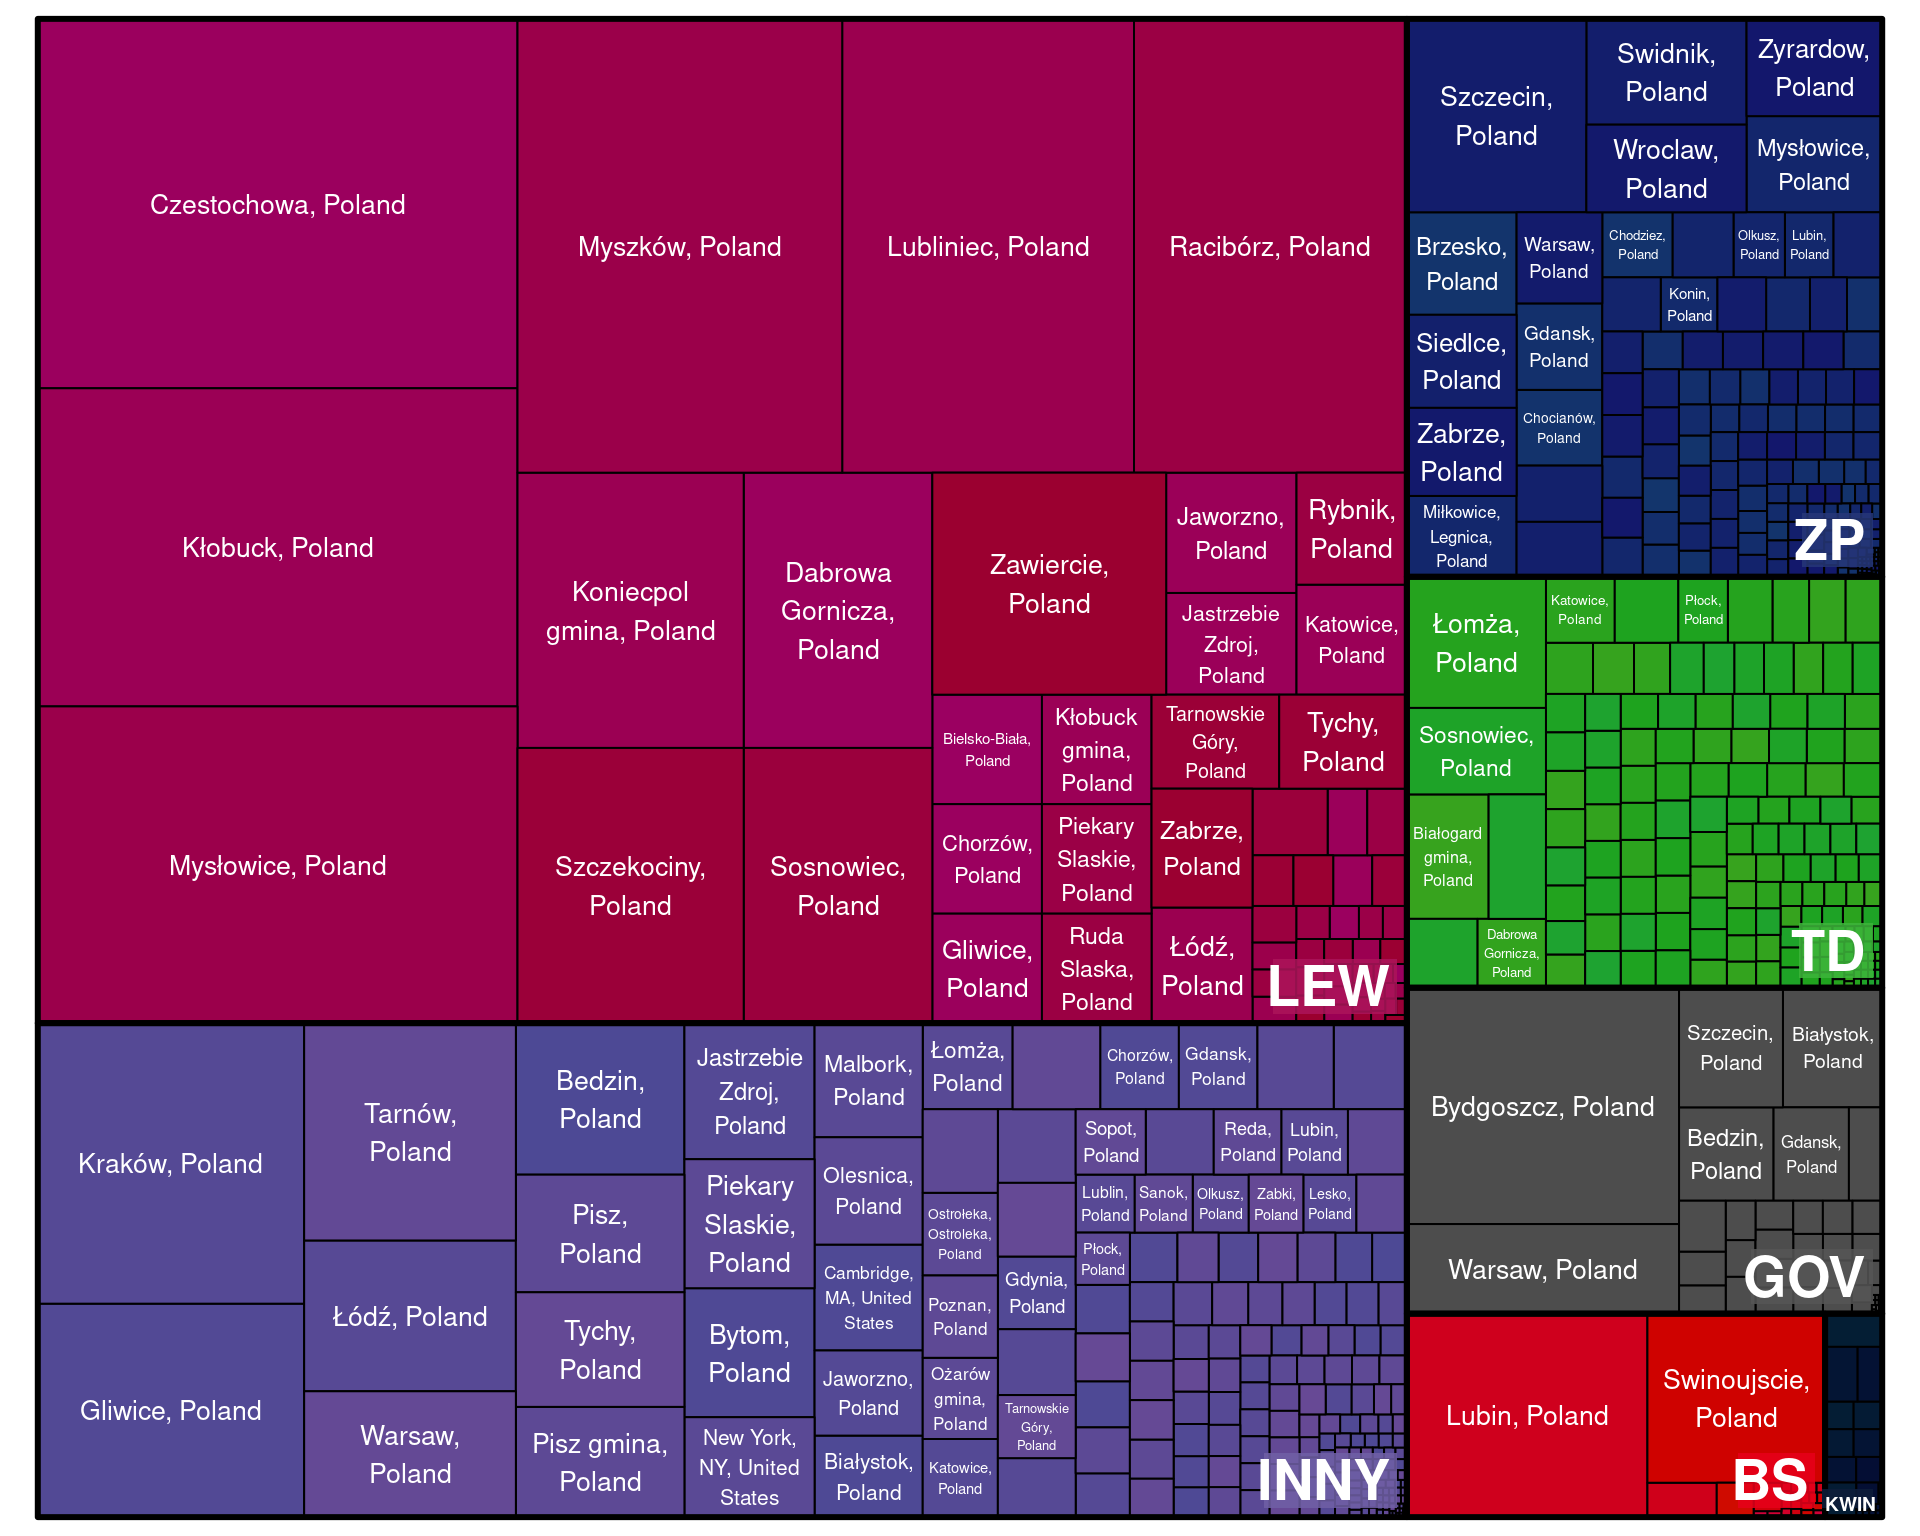 Czestochowa, Poland
Kłobuck, Poland
Mysłowice, Poland
Myszków, Poland
Lubliniec, Poland
Racibórz, Poland
Koniecpol
gmina, Poland
Dabrowa
Gornicza,
Poland
Szczekociny,
Poland
Sosnowiec,
Poland
Zawiercie,
Poland
Jaworzno,
Poland
Jastrzebie
Zdroj,
Poland
Rybnik,
Poland
Katowice,
Poland
Bielsko-Biała,
Poland
Kłobuck
gmina,
Poland
Chorzów,
Poland
Piekary
Slaskie,
Poland
Gliwice,
Poland
Ruda
Slaska,
Poland
Tarnowskie
Góry,
Poland
Tychy,
Poland
Zabrze,
Poland
Łódź,
Poland
LEW
Kraków, Poland
Gliwice, Poland
Tarnów,
Poland
Łódź, Poland
Warsaw,
Poland
Bedzin,
Poland
Pisz,
Poland
Tychy,
Poland
Pisz gmina,
Poland
Jastrzebie
Zdroj,
Poland
Piekary
Slaskie,
Poland
Bytom,
Poland
New York,
NY, United
States
Malbork,
Poland
Olesnica,
Poland
Cambridge,
MA, United
States
Jaworzno,
Poland
Białystok,
Poland
Łomża,
Poland
Chorzów,
Poland
Gdansk,
Poland
Ostrołeka,
Ostroleka,
Poland
Poznan,
Poland
Ożarów
gmina,
Poland
Katowice,
Poland
Gdynia,
Poland
Tarnowskie
Góry,
Poland
Sopot,
Poland
Reda,
Poland
Lubin,
Poland
Lublin,
Poland
Sanok,
Poland
Olkusz,
Poland
Zabki,
Poland
Lesko,
Poland
Płock,
Poland
INNY
Szczecin,
Poland
Swidnik,
Poland
Zyrardow,
Poland
Wroclaw,
Poland
Mysłowice,
Poland
Brzesko,
Poland
Siedlce,
Poland
Zabrze,
Poland
Miłkowice,
Legnica,
Poland
Warsaw,
Poland
Gdansk,
Poland
Chocianów,
Poland
Chodziez,
Poland
Olkusz,
Poland
Lubin,
Poland
Konin,
Poland
ZP
Łomża,
Poland
Sosnowiec,
Poland
Białogard
gmina,
Poland
Dabrowa
Gornicza,
Poland
Katowice,
Poland
Płock,
Poland
TD
Bydgoszcz, Poland
Warsaw, Poland
Szczecin,
Poland
Białystok,
Poland
Bedzin,
Poland
Gdansk,
Poland
GOV
Lubin, Poland
Swinoujscie,
Poland
BS
KWIN